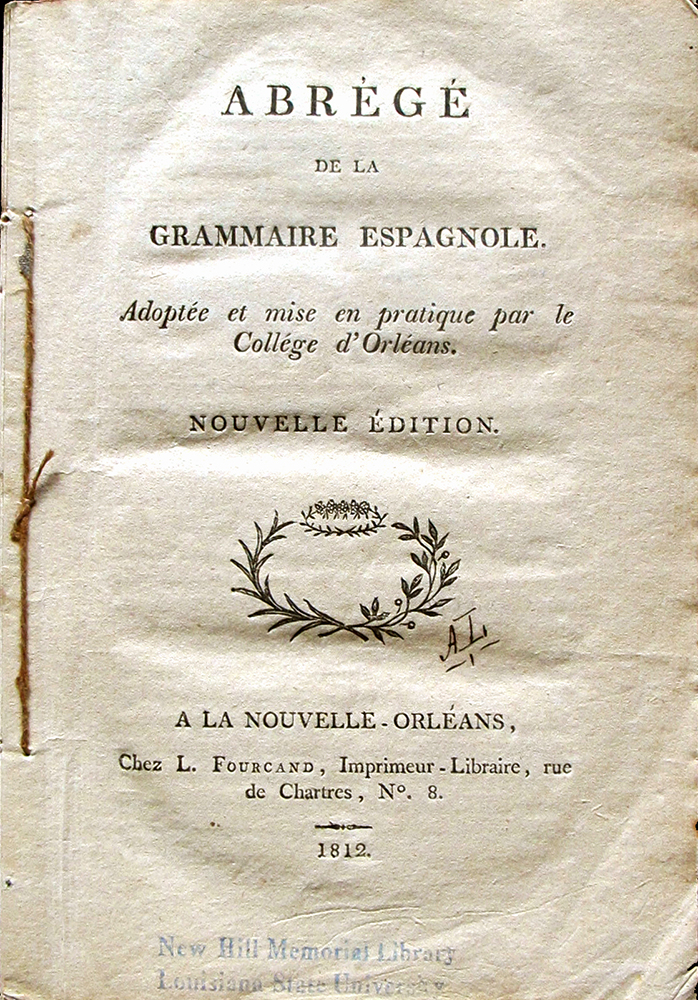 ABRÉGÉ
DE LA
GRAMMAIRE ESPAGNOLE.
Adoptée et mise en pratique par le
Collége d'Orléans.
NOUVELLE ÉDITION.
A.L.
A LA NOUVELLE-ORLÉANS,
Chez L. FOURCAND, Imprimeur-Libraire, rue
de Chartres, N°. 8.
1812.
New Hill Memorial Library
Louisiana State University